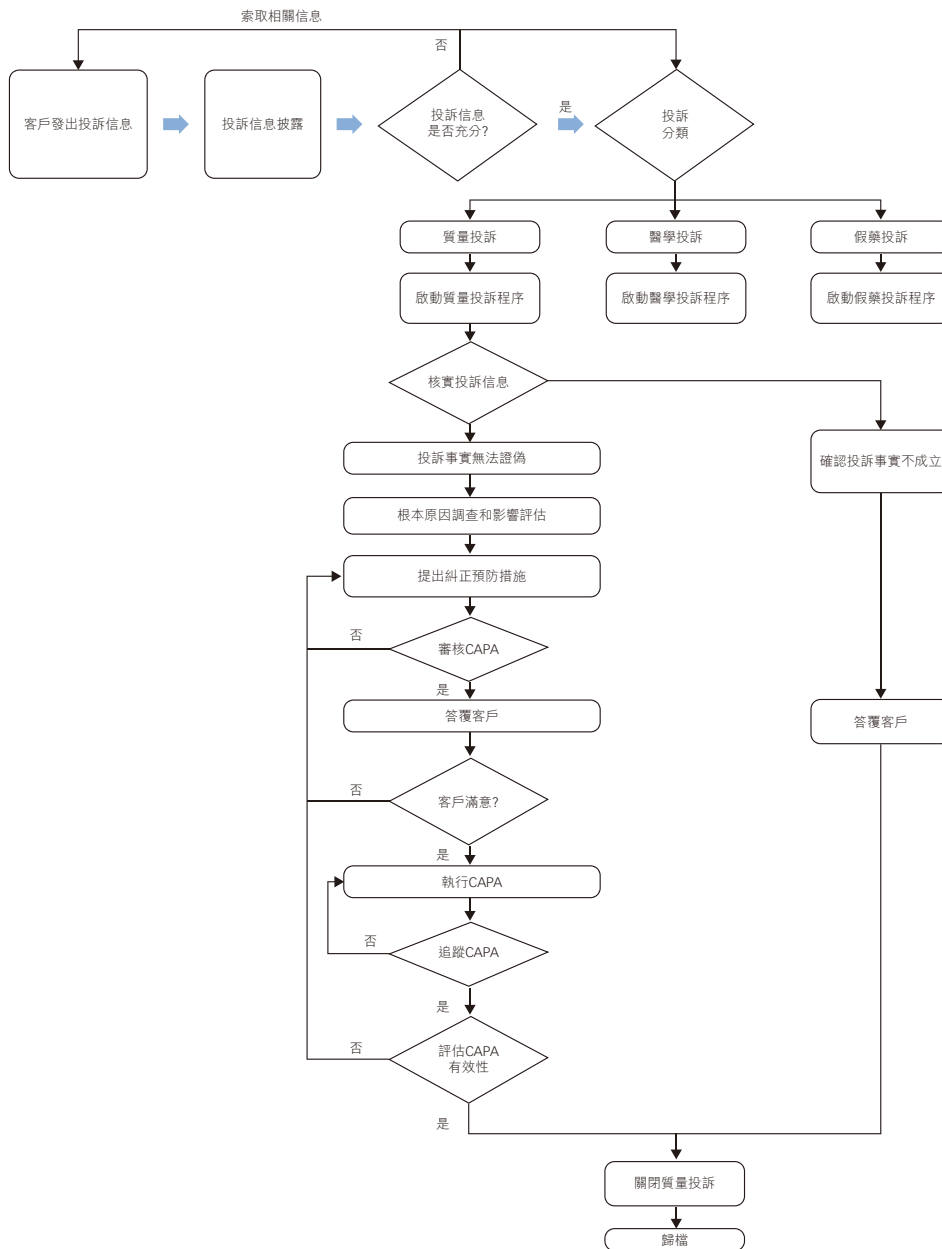 索取相關信息
否
客戶發出投訴信息
投訴信息披露
投訴信息
是否充分?
是
投訴
分類
質量投訴
醫學投訴
假藥投訴
啟動質量投訴程序
啟動醫學投訴程序
啟動假藥投訴程序
核實投訴信息
投訴事實無法證偽
確認投訴事實不成立
根本原因調查和影響評估
提出糾正預防措施
否
審核CAPA
是
答覆客戶
答覆客戶
否
客戶滿意?
是
執行CAPA
否
追蹤CAPA
是
否
評估CAPA
有效性
是
關閉質量投訴
歸檔